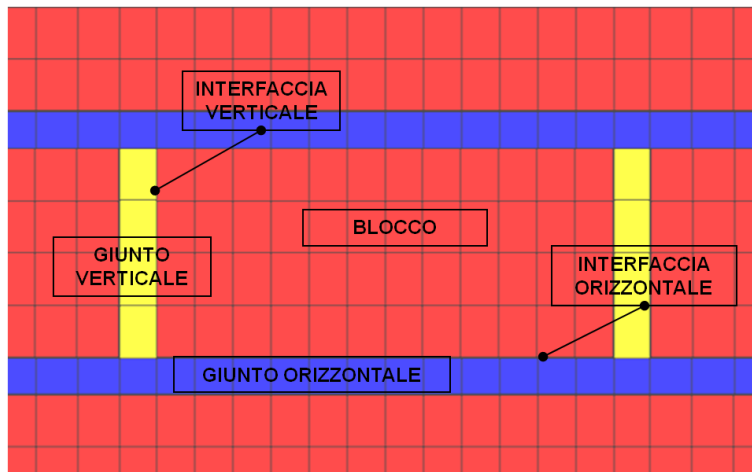 INTERFACCIA
VERTICALE
BLOCCO
GIUNTO
VERTICALE
INTERFACCIA
ORIZZONTALE
GIUNTO ORIZZONTALE